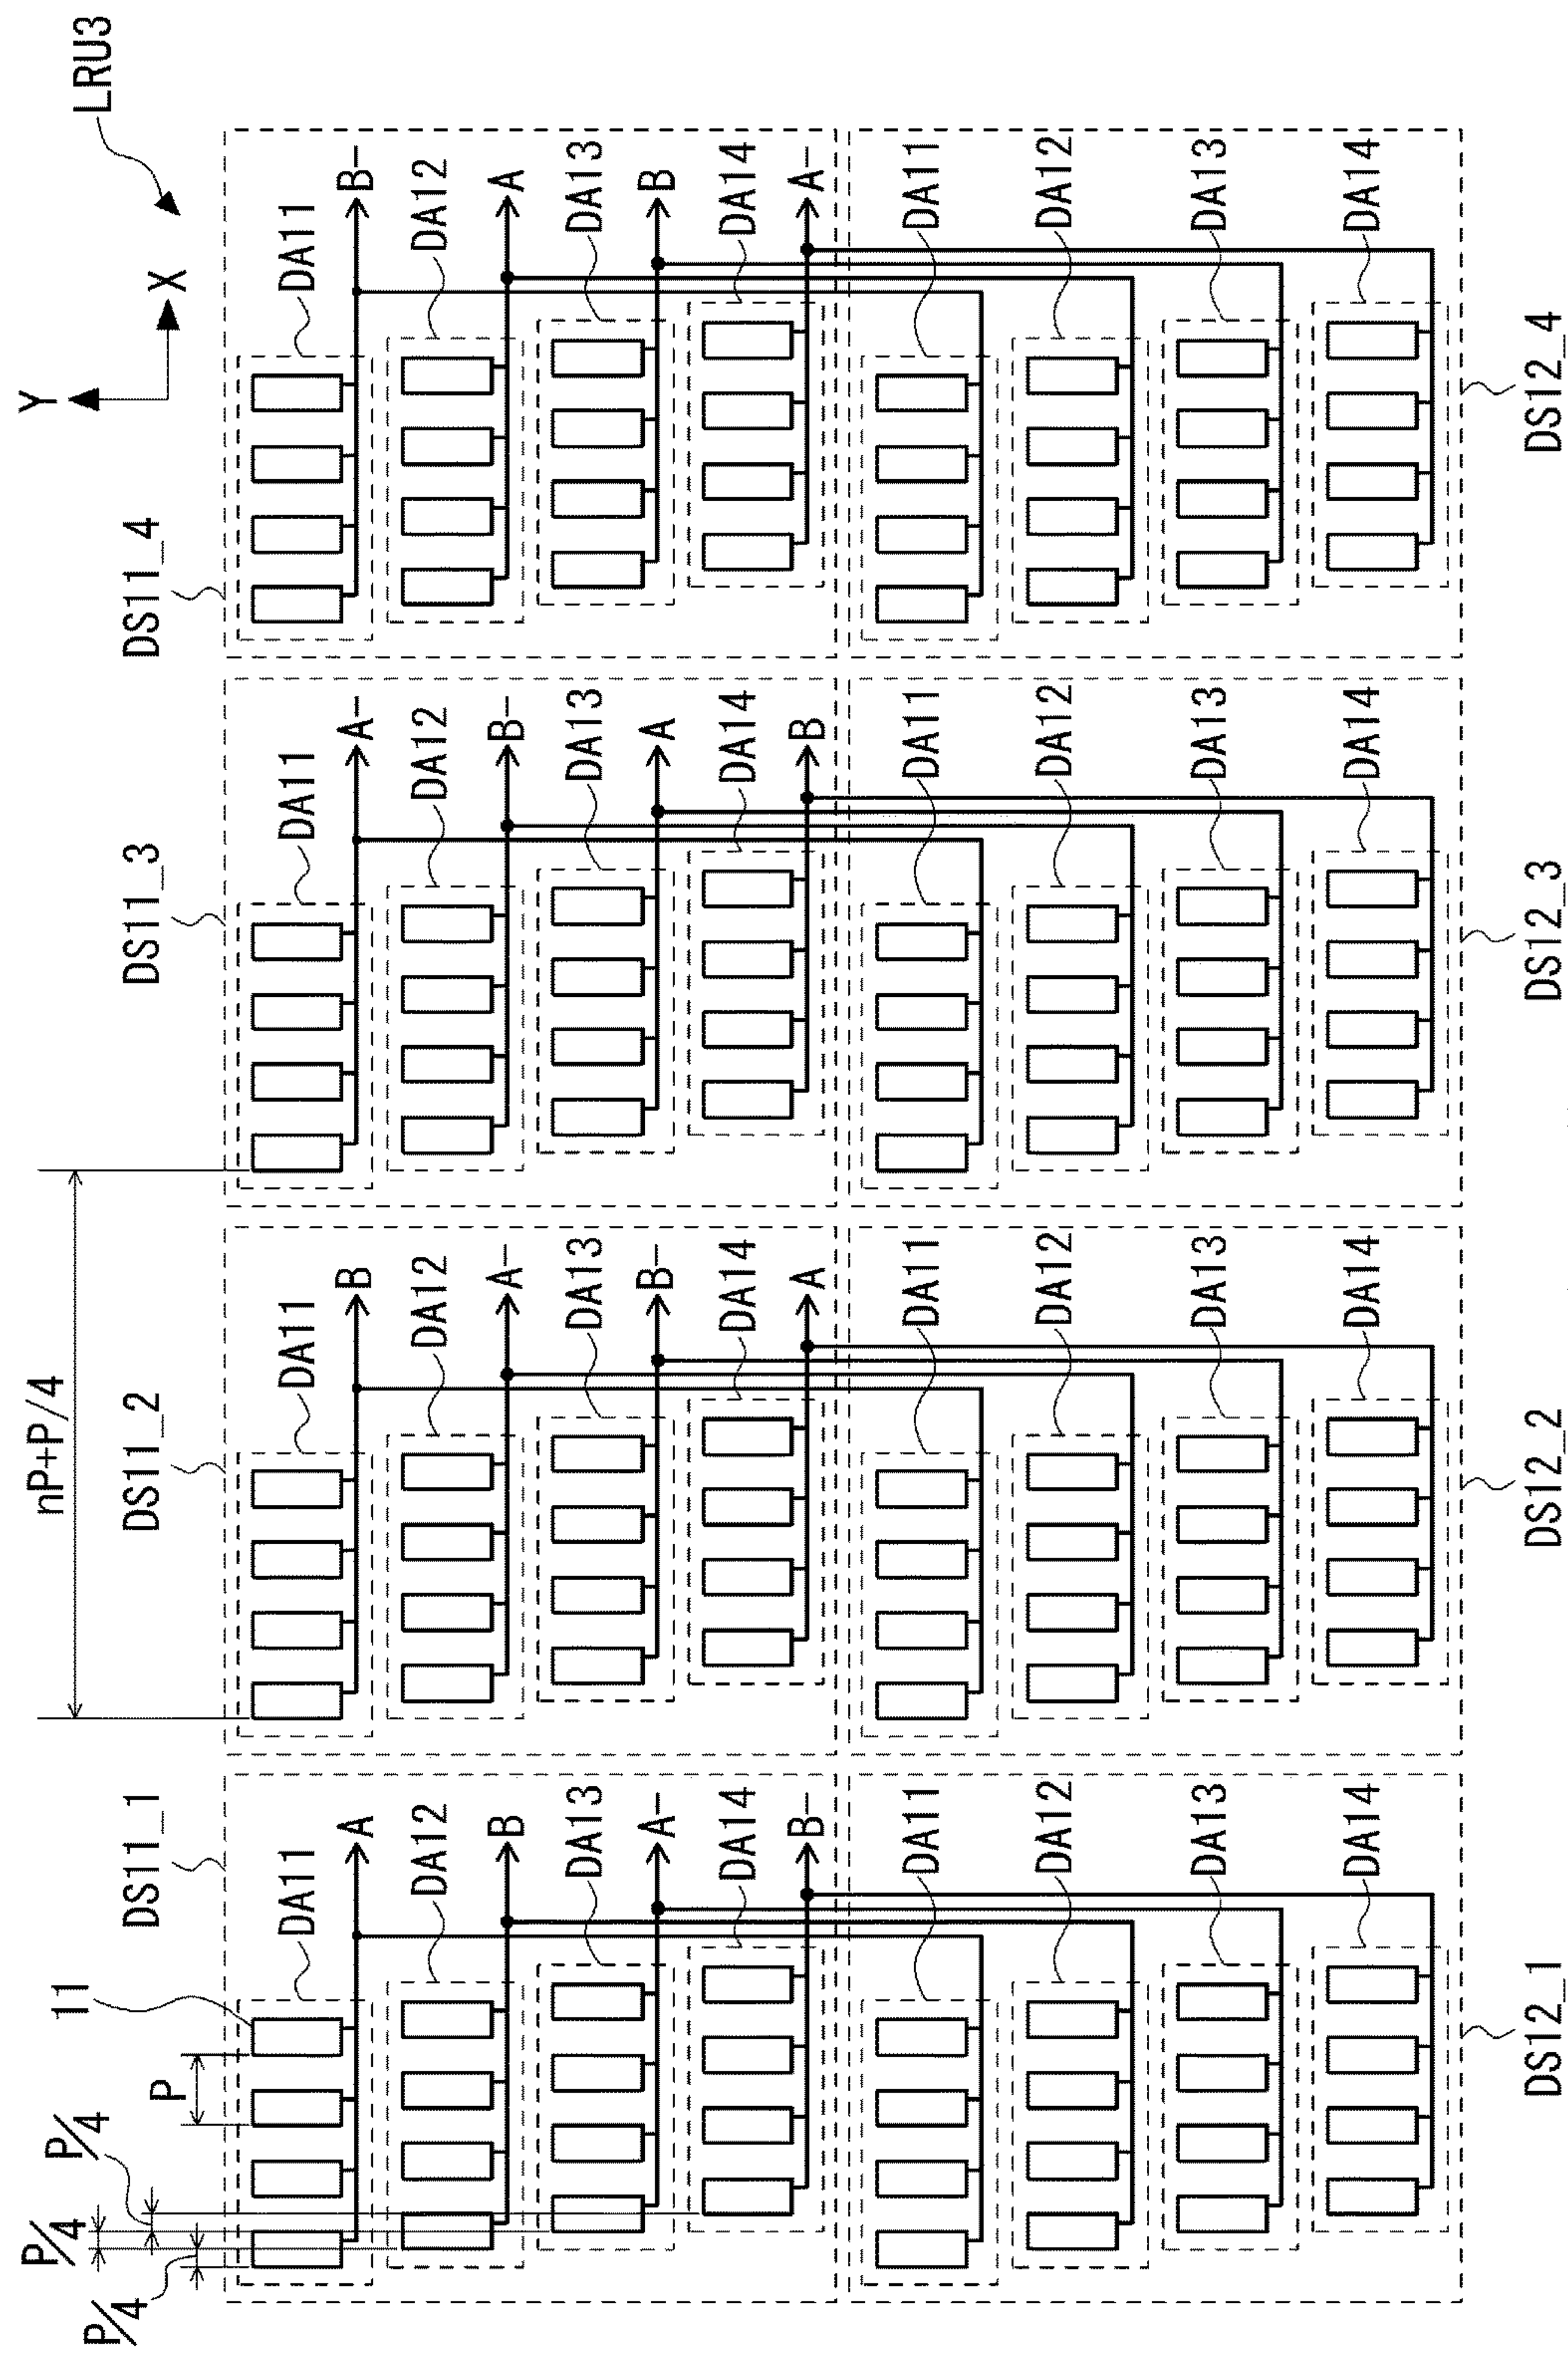 LRU3
Y
X
nP+P/4
P/4
P/4
P/4
P
11
DS11_1
DS11_2
DS11_3
DS11_4
DA11
A
DA11
B
DA11
A-
DA11
B-
DA12
B
DA12
A-
DA12
B-
DA12
A
DA13
A-
DA13
B-
DA13
A
DA13
B
DA14
B-
DA14
A
DA14
B
DA14
A-
DA11
DA11
DA11
DA11
DA12
DA12
DA12
DA12
DA13
DA13
DA13
DA13
DA14
DA14
DA14
DA14
DS12_1
DS12_2
DS12_3
DS12_4